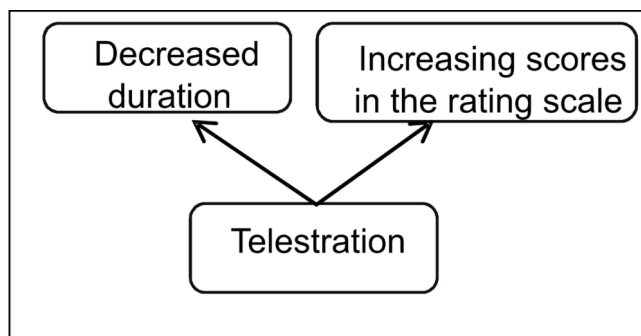 Decreased
duration
Increasing scores
in the rating scale
Telestration